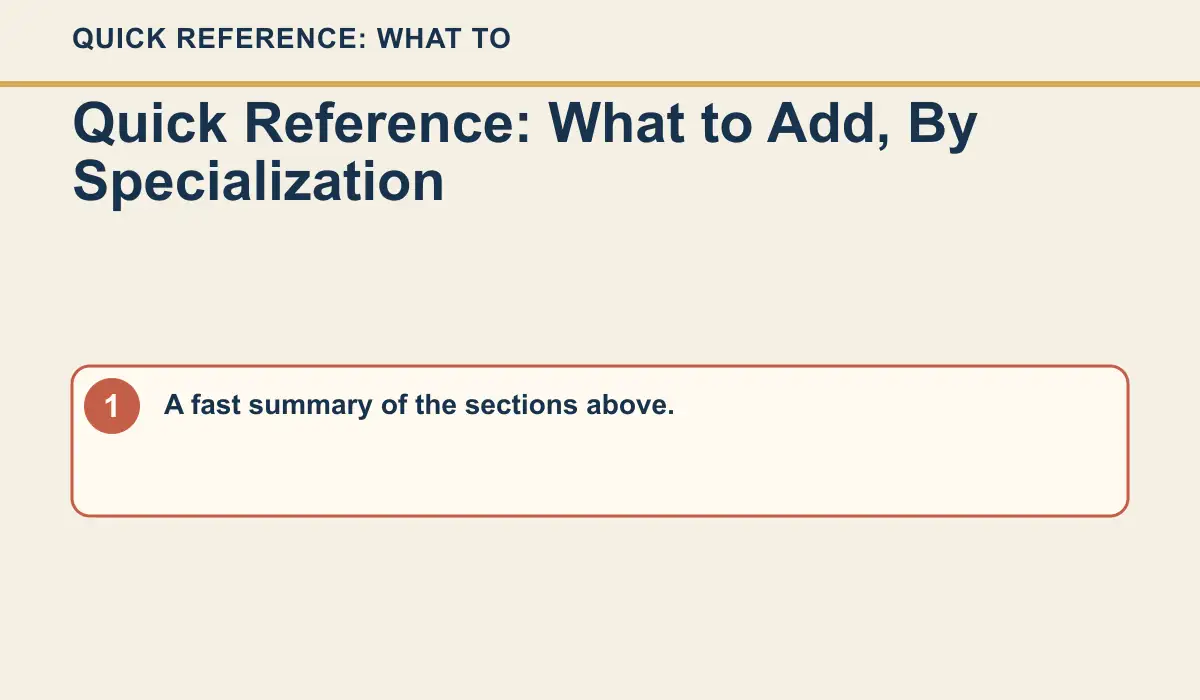 QUICK REFERENCE: WHAT TO
Quick Reference: What to Add, By
Specialization
1
A fast summary of the sections above.